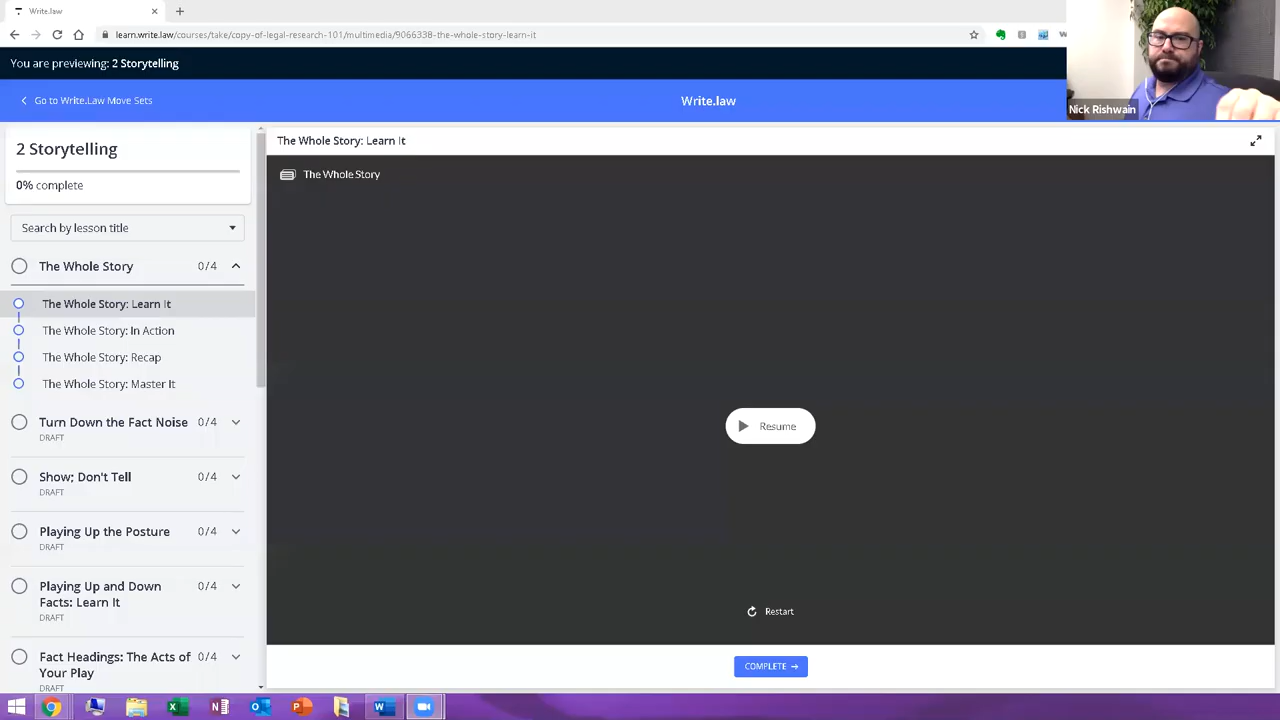 Write.law
learn.write.law/courses/take/copy-of-legal-research-101/multimedia/9066338-the-whole-story-learn-it
You are previewing: 2 Storytelling
Nick Rishwain
Go to Write.Law Move Sets
Write.law
2 Storytelling
0% complete
Search by lesson title
The Whole Story 0/4
The Whole Story: Learn It
The Whole Story: In Action
The Whole Story: Recap
The Whole Story: Master It
Turn Down the Fact Noise 0/4
DRAFT
Show; Don't Tell 0/4
DRAFT
Playing Up the Posture 0/4
DRAFT
Playing Up and Down 0/4
Facts: Learn It
DRAFT
Fact Headings: The Acts of 0/4
Your Play
DRAFT
The Whole Story: Learn It
The Whole Story
Resume
Restart
COMPLETE →